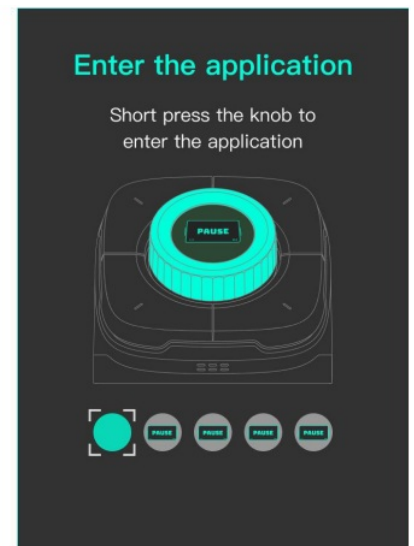 Enter the application
Short press the knob to
enter the application
PAUSE
PAUSE
PAUSE
PAUSE
PAUSE